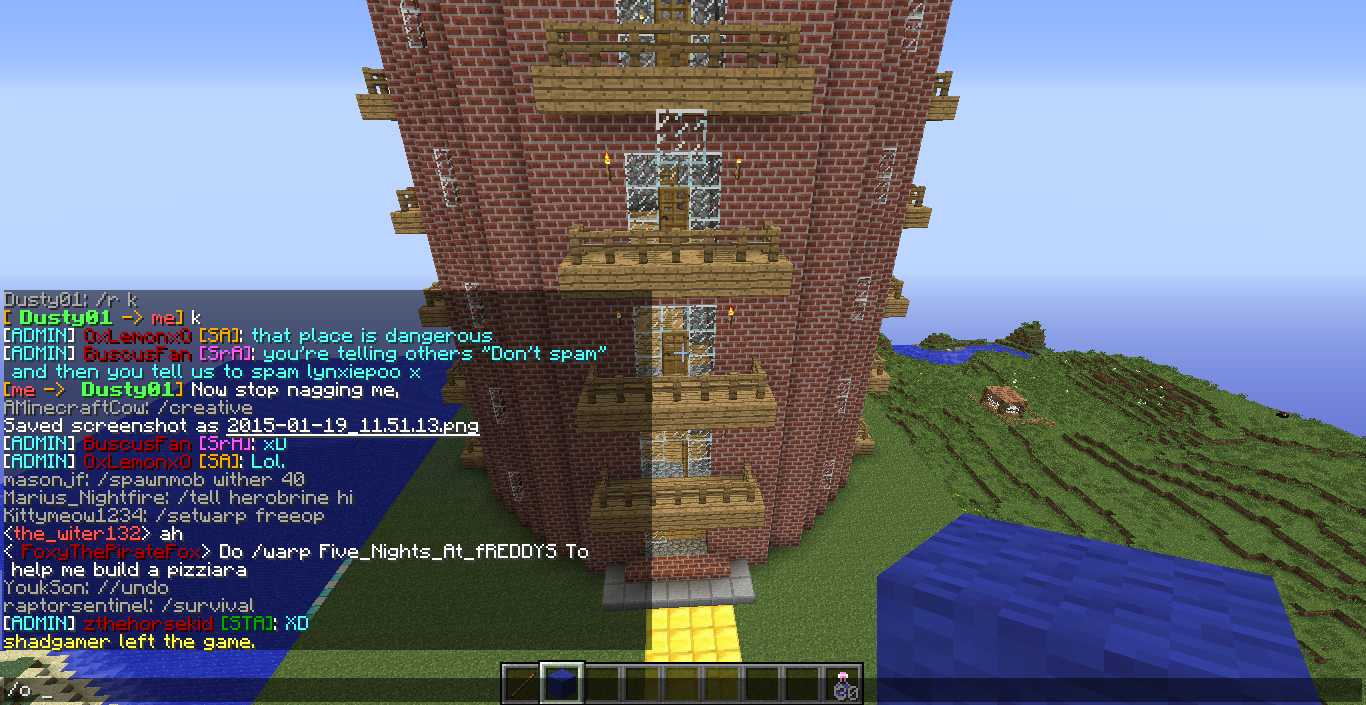 Dusty01: /r k
[ Dusty01 -> me] k
[ADMIN] OxLemonxO [SA]: that place is dangerous
[ADMIN] BuscusFan [SrA]: you're telling others "Don't spam"
and then you tell us to spam lynxiepoo x
[me -> Dusty01] Now stop nagging me,
AMinecraftCow: /creative
Saved screenshot as 2015-01-19_11.51.13.png
[ADMIN] BuscusFan [SrA]: xD
[ADMIN] OxLemonxO [SA]: Lol.
masonjf: /spawnmob wither 40
Marius_Nightfire: /tell herobrine hi
Kittymeow1234: /setwarp freeop
<the_witer132> ah
< FoxyThePirateFox> Do /warp Five_Nights_At_fREDDYS To
help me build a pizziara
YoukSon: //undo
raptorsentinel: /survival
[ADMIN] zthehorsekid [STA]: XD
shadgamer left the game.
/o _